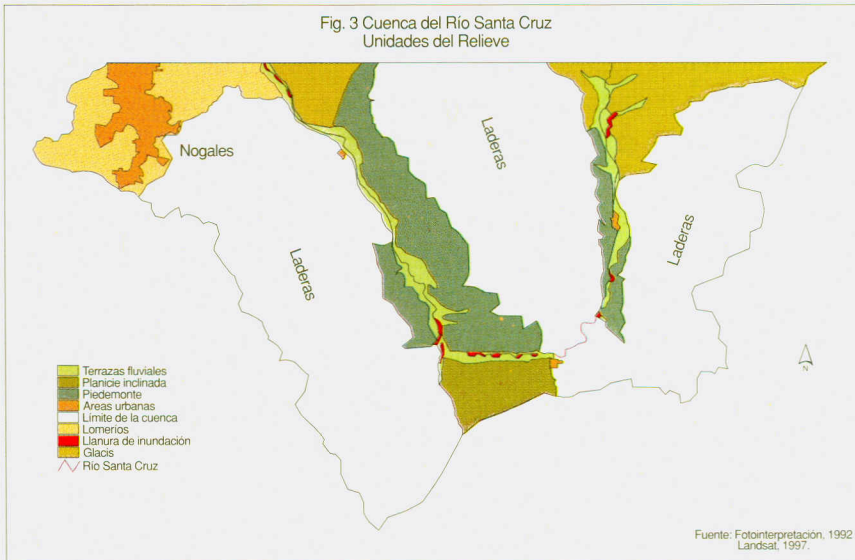 Fig. 3 Cuenca del Río Santa Cruz
Unidades del Relieve
Nogales
Laderas
Laderas
Laderas
Terrazas fluviales
Planicie inclinada
Piedemonte
Areas urbanas
Límite de la cuenca
Lomerios
Llanura de inundación
Glacis
Río Santa Cruz
N
Fuente: Fotointerpretación, 1992
Landsat, 1997.